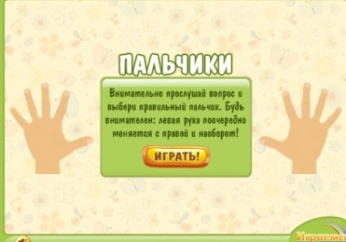 ПАЛЬЧИКИ
Внимательно прослушай вопрос и
выбери правильный пальчик. Будь
внимателен: левая рука поочередно
меняется с правой и наоборот!
ИГРАТЬ!